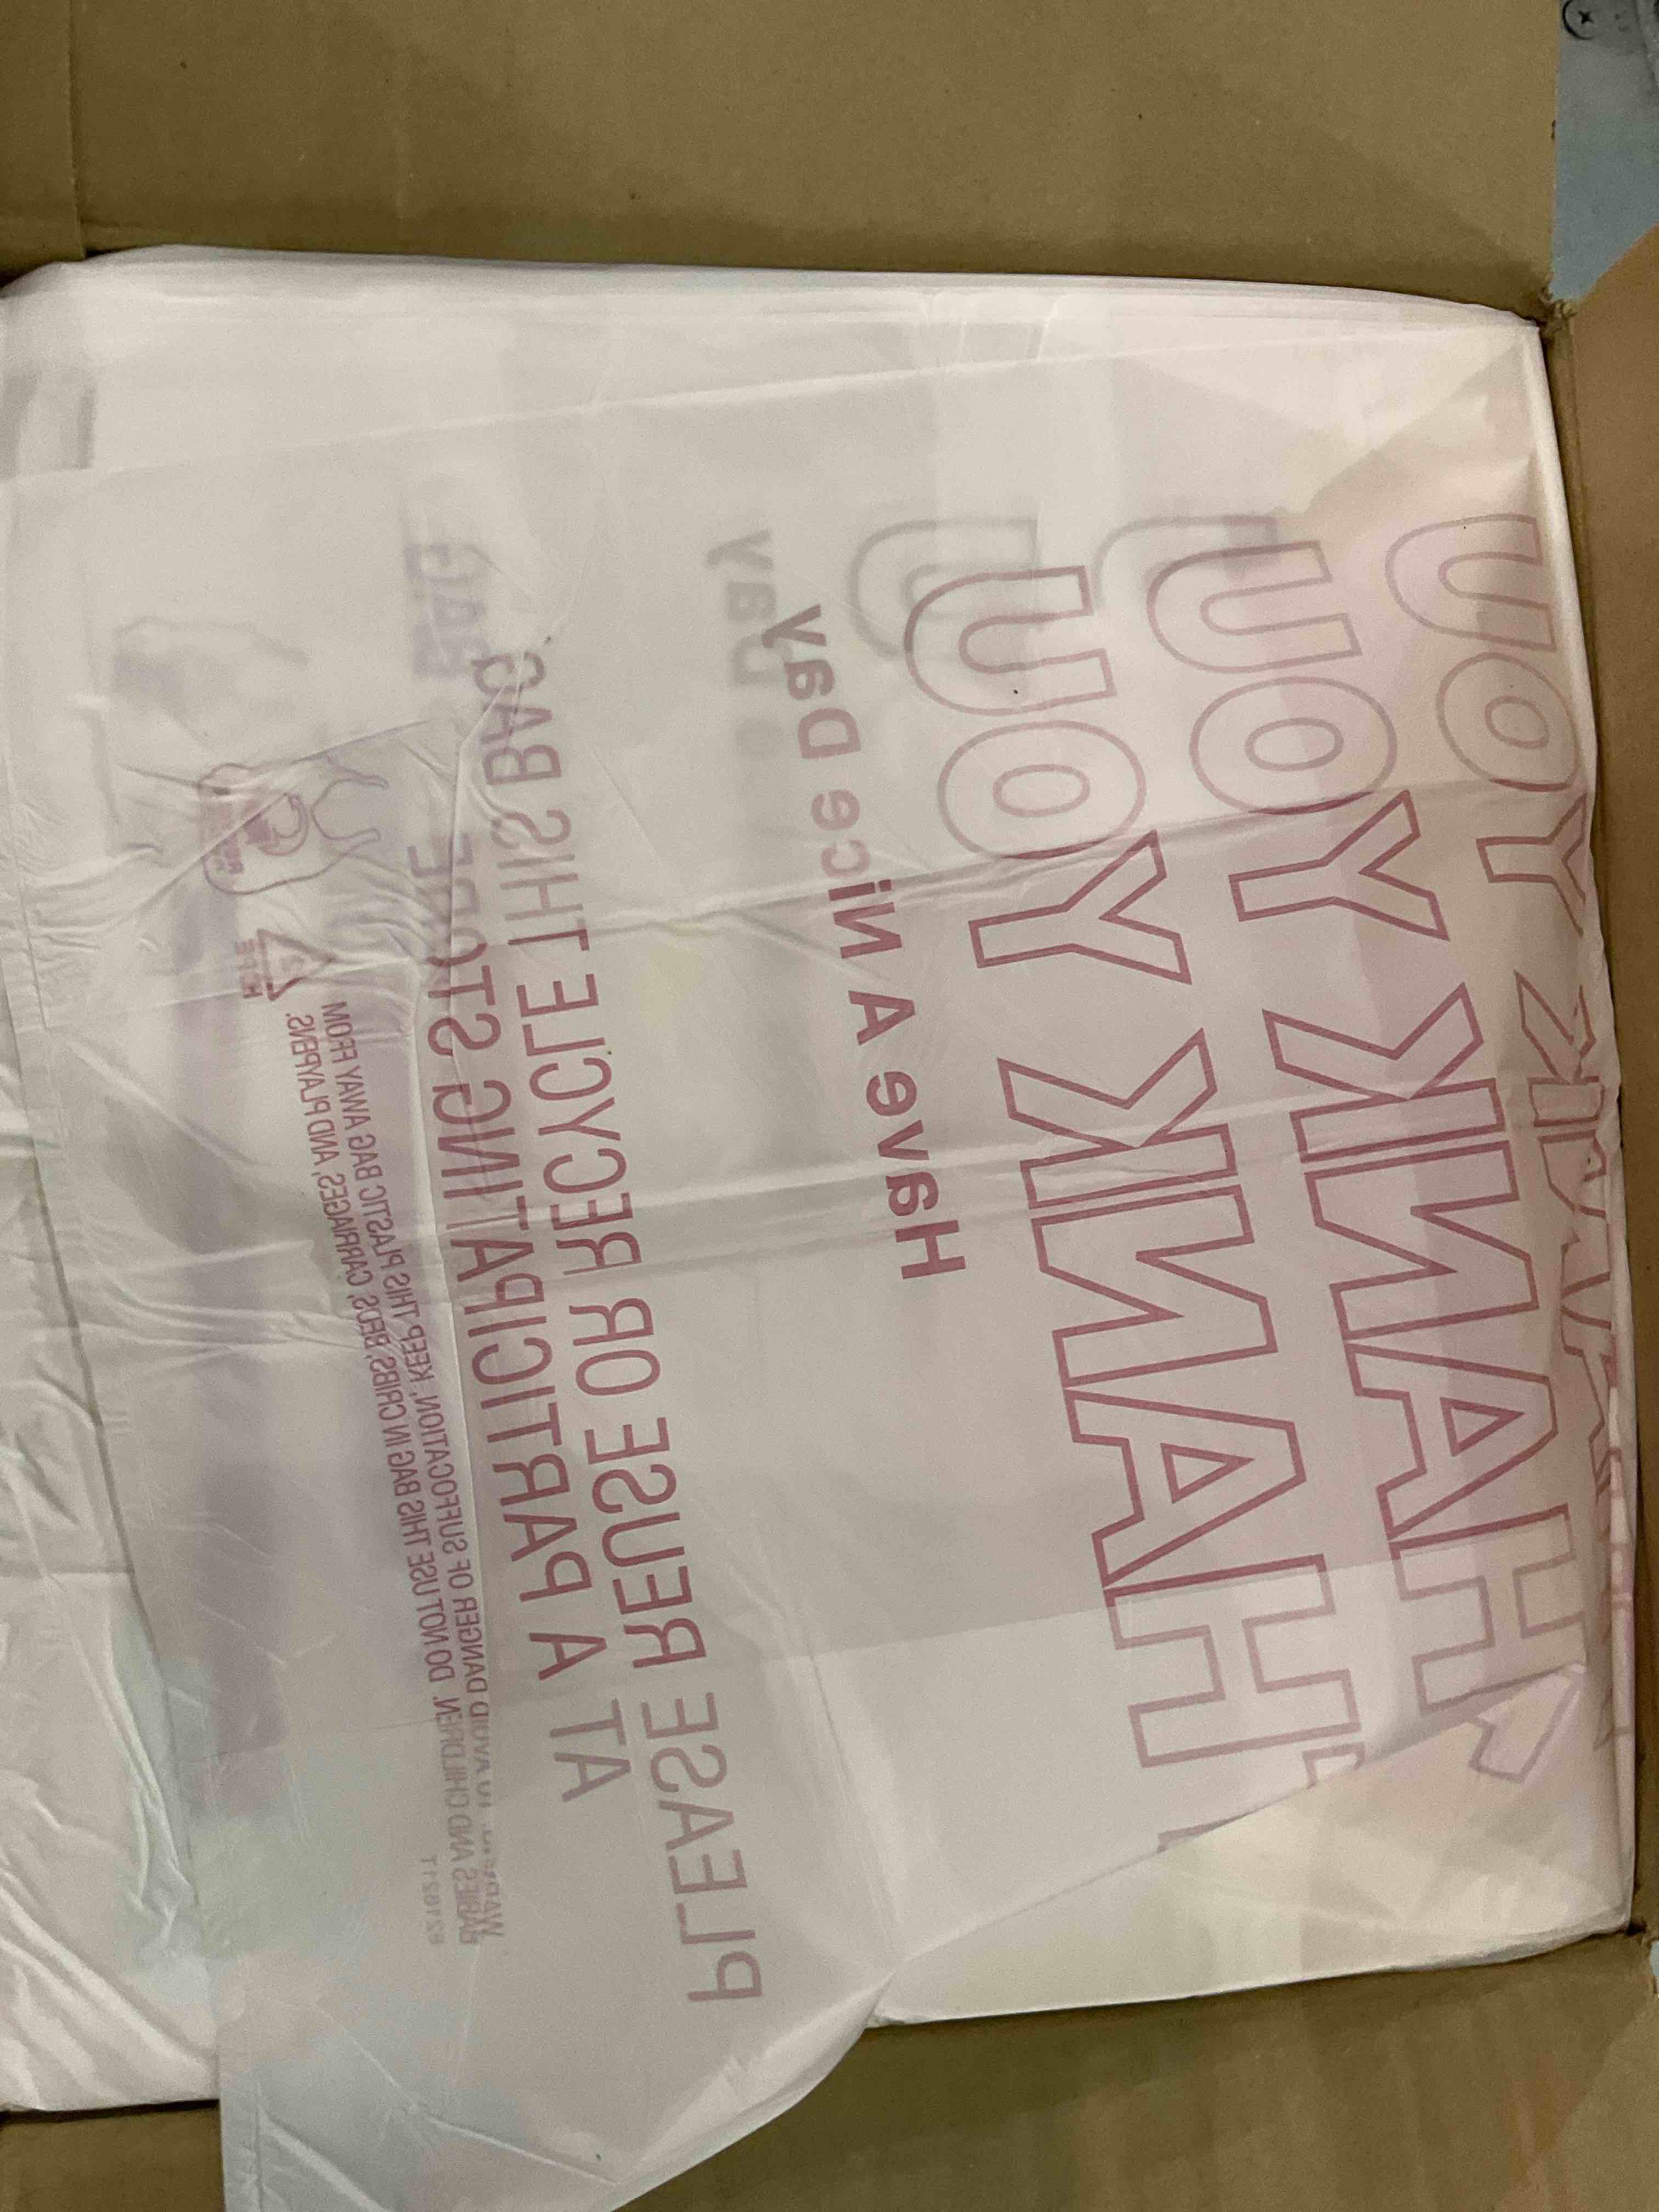 THANK YOU
THANK YOU
THANK YOU
Have A Nice Day
Day
PLEASE REUSE OR RECYCLE THIS BAG
AT A PARTICIPATING STORE
WARNING: TO AVOID DANGER OF SUFFOCATION, KEEP THIS PLASTIC BAG AWAY FROM
BABIES AND CHILDREN. DO NOT USE THIS BAG IN CRIBS, BEDS, CARRIAGES, AND PLAYPENS.
2
HDPE